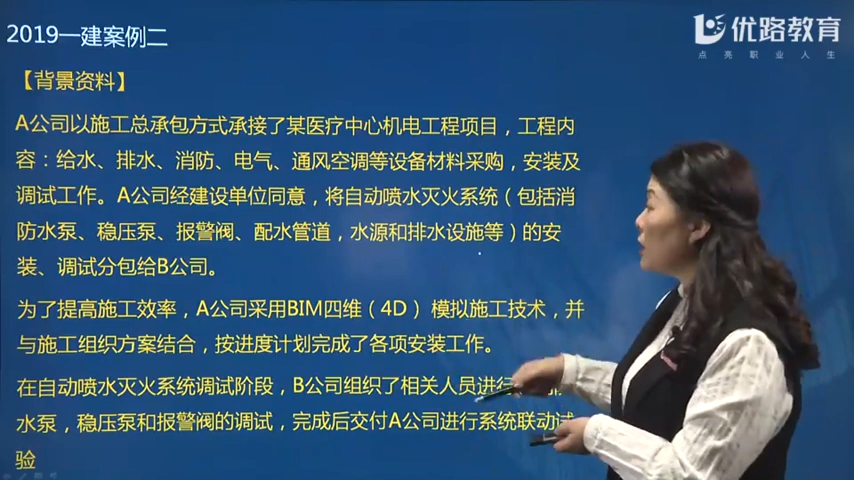 2019一建案例二
优路教育
点亮职业人生
【背景资料】
A公司以施工总承包方式承接了某医疗中心机电工程项目，工程内
容：给水、排水、消防、电气、通风空调等设备材料采购，安装及
调试工作。A公司经建设单位同意，将自动喷水灭火系统（包括消
防水泵、稳压泵、报警阀、配水管道，水源和排水设施等）的安
装、调试分包给B公司。
为了提高施工效率，A公司采用BIM四维（4D） 模拟施工技术，并
与施工组织方案结合，按进度计划完成了各项安装工作。
在自动喷水灭火系统调试阶段，B公司组织了相关人员进行
水泵，稳压泵和报警阀的调试，完成后交付A公司进行系统联动试
验